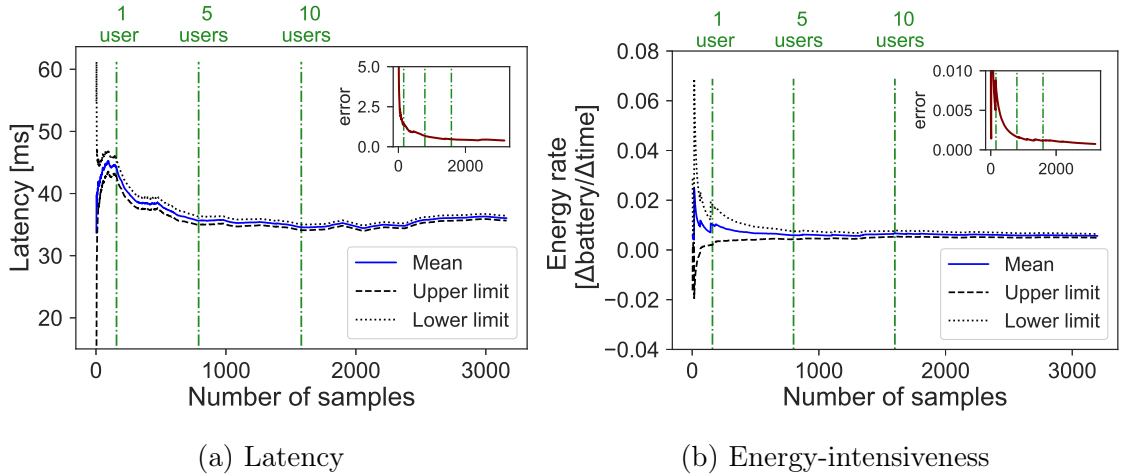 1
user
5
users
10
users
60
50
40
30
20
Latency [ms]
5.0
2.5
0.0
error
0
2000
Mean
Upper limit
Lower limit
0
1000
2000
3000
Number of samples
(a) Latency
1
user
5
users
10
users
0.08
0.06
0.04
0.02
0.00
−0.02
−0.04
Energy rate
[Δbattery/Δtime]
0.010
0.005
0.000
error
0
2000
Mean
Upper limit
Lower limit
0
1000
2000
3000
Number of samples
(b) Energy-intensiveness